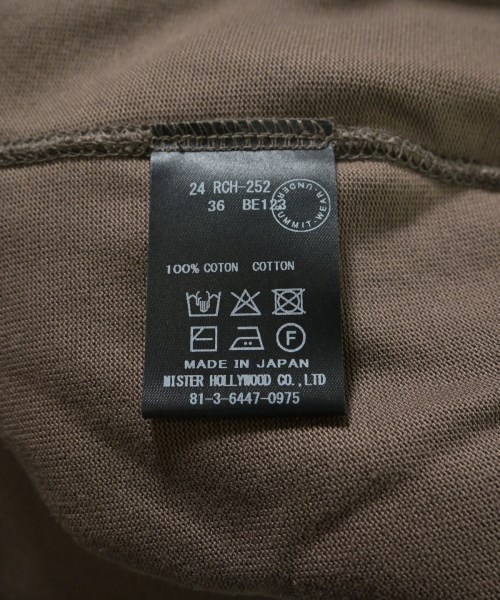 24 RCH-252
36 BE123
UNDER SUMMIT-WEAR
100% COTON COTTON
F
MADE IN JAPAN
MISTER HOLLYWOOD CO.,LTD
81-3-6447-0975